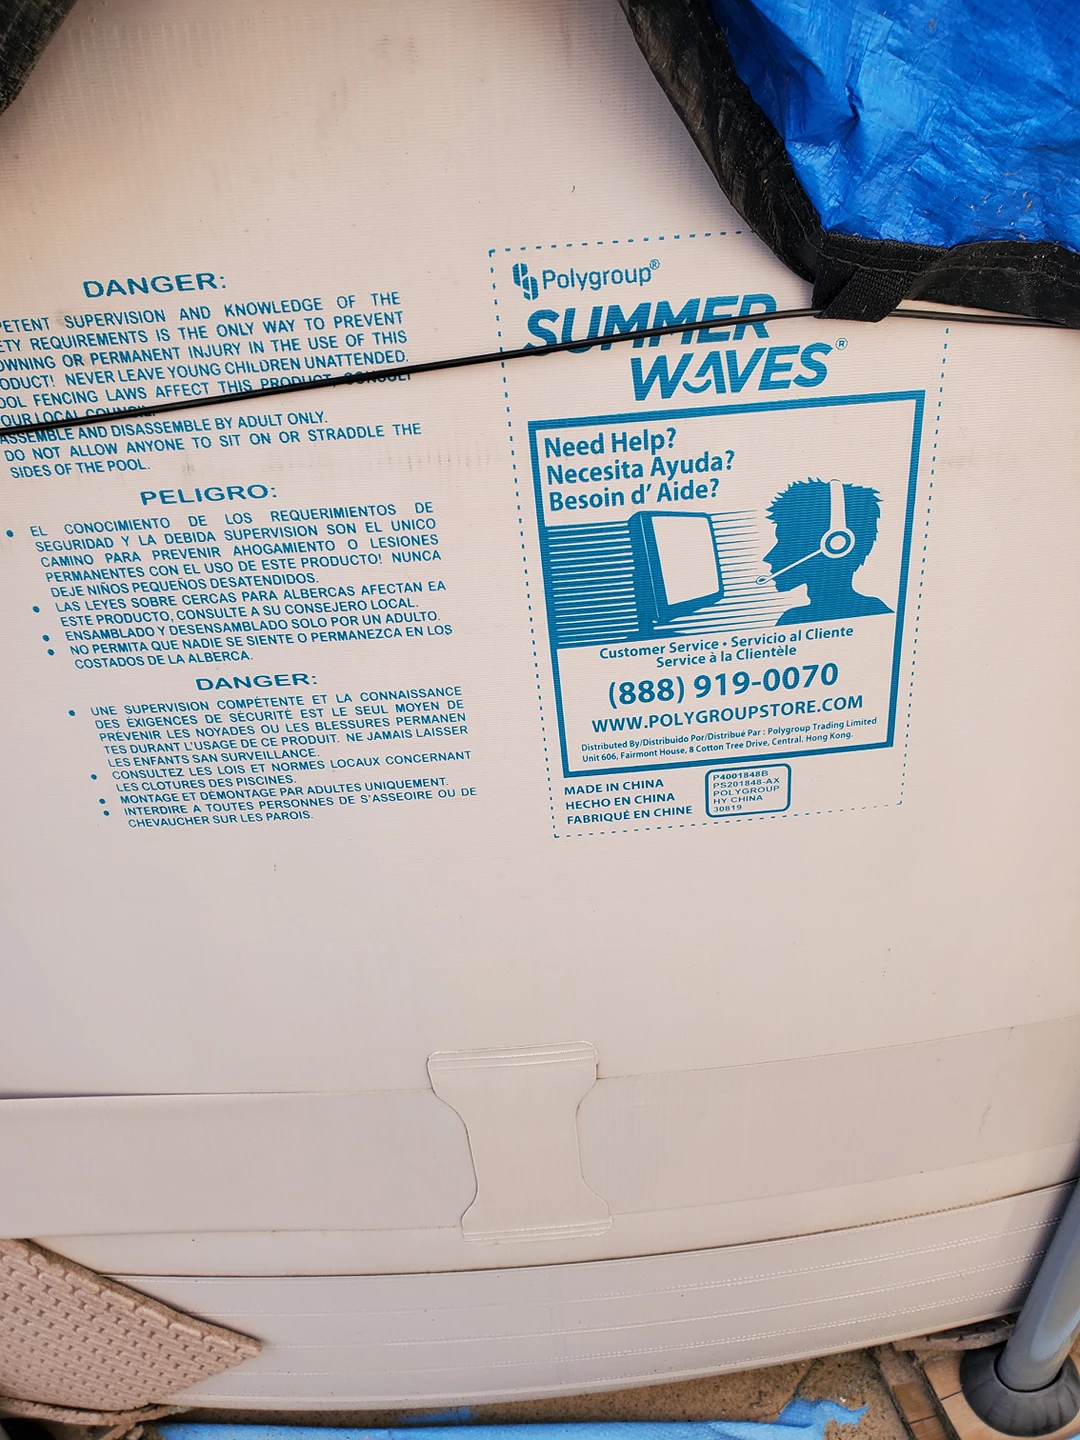 DANGER:
PETENT SUPERVISION AND KNOWLEDGE OF THE
ETY REQUIREMENTS IS THE ONLY WAY TO PREVENT
OWNING OR PERMANENT INJURY IN THE USE OF THIS
ODUCT! NEVER LEAVE YOUNG CHILDREN UNATTENDED.
OOL FENCING LAWS AFFECT THIS PRODUCT, CONSULT
OUR LOCAL COUNCIL.
ASSEMBLE AND DISASSEMBLE BY ADULT ONLY.
DO NOT ALLOW ANYONE TO SIT ON OR STRADDLE THE
SIDES OF THE POOL.
PELIGRO:
• EL CONOCIMIENTO DE LOS REQUERIMIENTOS DE
SEGURIDAD Y LA DEBIDA SUPERVISION SON EL UNICO
CAMINO PARA PREVENIR AHOGAMIENTO O LESIONES
PERMANENTES CON EL USO DE ESTE PRODUCTO! NUNCA
DEJE NIÑOS PEQUEÑOS DESATENDIDOS.
• LAS LEYES SOBRE CERCAS PARA ALBERCAS AFECTAN EA
ESTE PRODUCTO, CONSULTE A SU CONSEJERO LOCAL.
• ENSAMBLADO Y DESENSAMBLADO SOLO POR UN ADULTO.
• NO PERMITA QUE NADIE SE SIENTE O PERMANEZCA EN LOS
COSTADOS DE LA ALBERCA.
DANGER:
• UNE SUPERVISION COMPÉTENTE ET LA CONNAISSANCE
DES ÉXIGENCES DE SÉCURITÉ EST LE SEUL MOYEN DE
PRÉVENIR LES NOYADES OU LES BLESSURES PERMANEN
TES DURANT L'USAGE DE CE PRODUIT. NE JAMAIS LAISSER
LES ENFANTS SAN SURVEILLANCE.
• CONSULTEZ LES LOIS ET NORMES LOCAUX CONCERNANT
LES CLOTURES DES PISCINES.
• MONTAGE ET DÉMONTAGE PAR ADULTES UNIQUEMENT.
• INTERDIRE A TOUTES PERSONNES DE S'ASSEOIRE OU DE
CHEVAUCHER SUR LES PAROIS.
Polygroup®
SUMMER
WAVES®
Need Help?
Necesita Ayuda?
Besoin d' Aide?
Customer Service • Servicio al Cliente
Service à la Clientèle
(888) 919-0070
WWW.POLYGROUPSTORE.COM
Distributed By/Distribuido Por/Distribué Par : Polygroup Trading Limited
Unit 606, Fairmont House, 8 Cotton Tree Drive, Central, Hong Kong.
MADE IN CHINA
HECHO EN CHINA
FABRIQUÉ EN CHINE
P4001848B
PS201848-AX
POLYGROUP
HY CHINA
30819